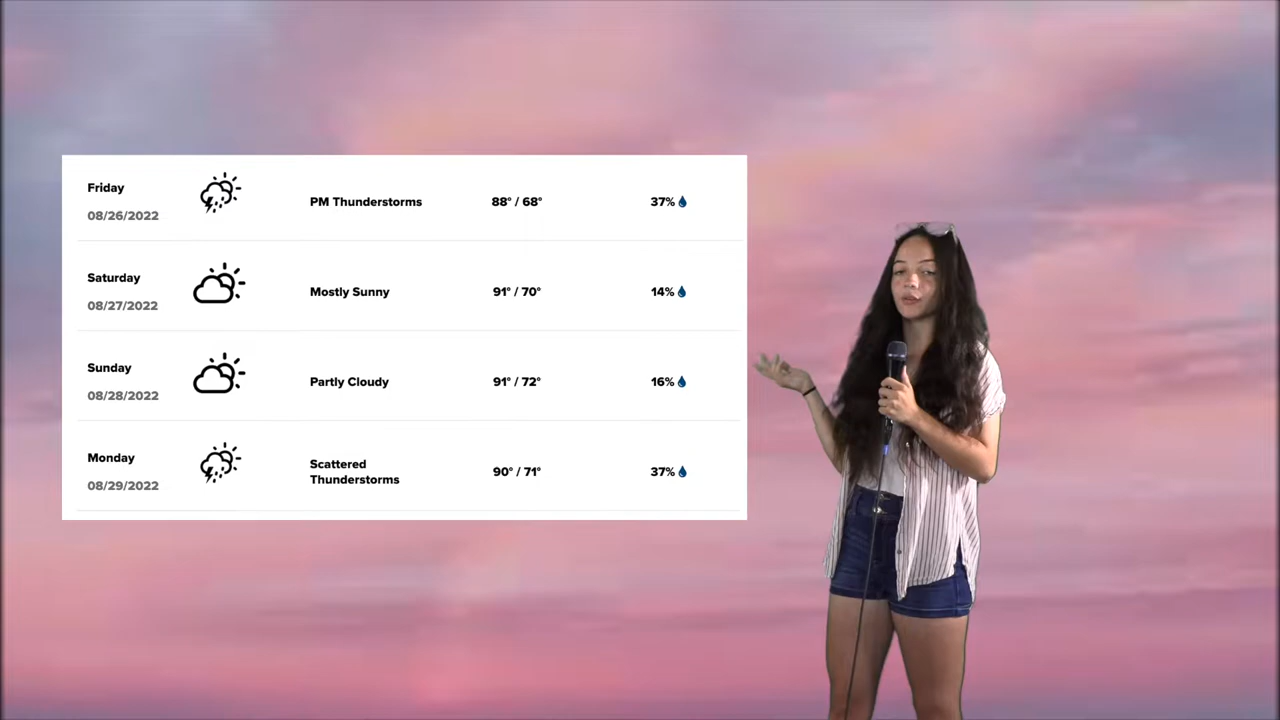 Friday
08/26/2022
PM Thunderstorms
88° / 68°
37%
Saturday
08/27/2022
Mostly Sunny
91° / 70°
14%
Sunday
08/28/2022
Partly Cloudy
91° / 72°
16%
Monday
08/29/2022
Scattered
Thunderstorms
90° / 71°
37%